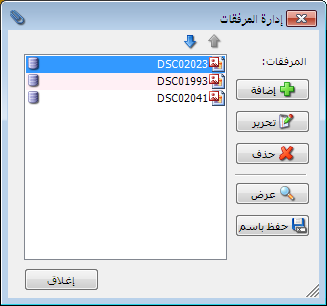 إدارة المرفقات
المرفقات:
DSC02023
DSC01993
DSC02041
إضافة
تحرير
حذف
عرض
حفظ باسم
إغلاق